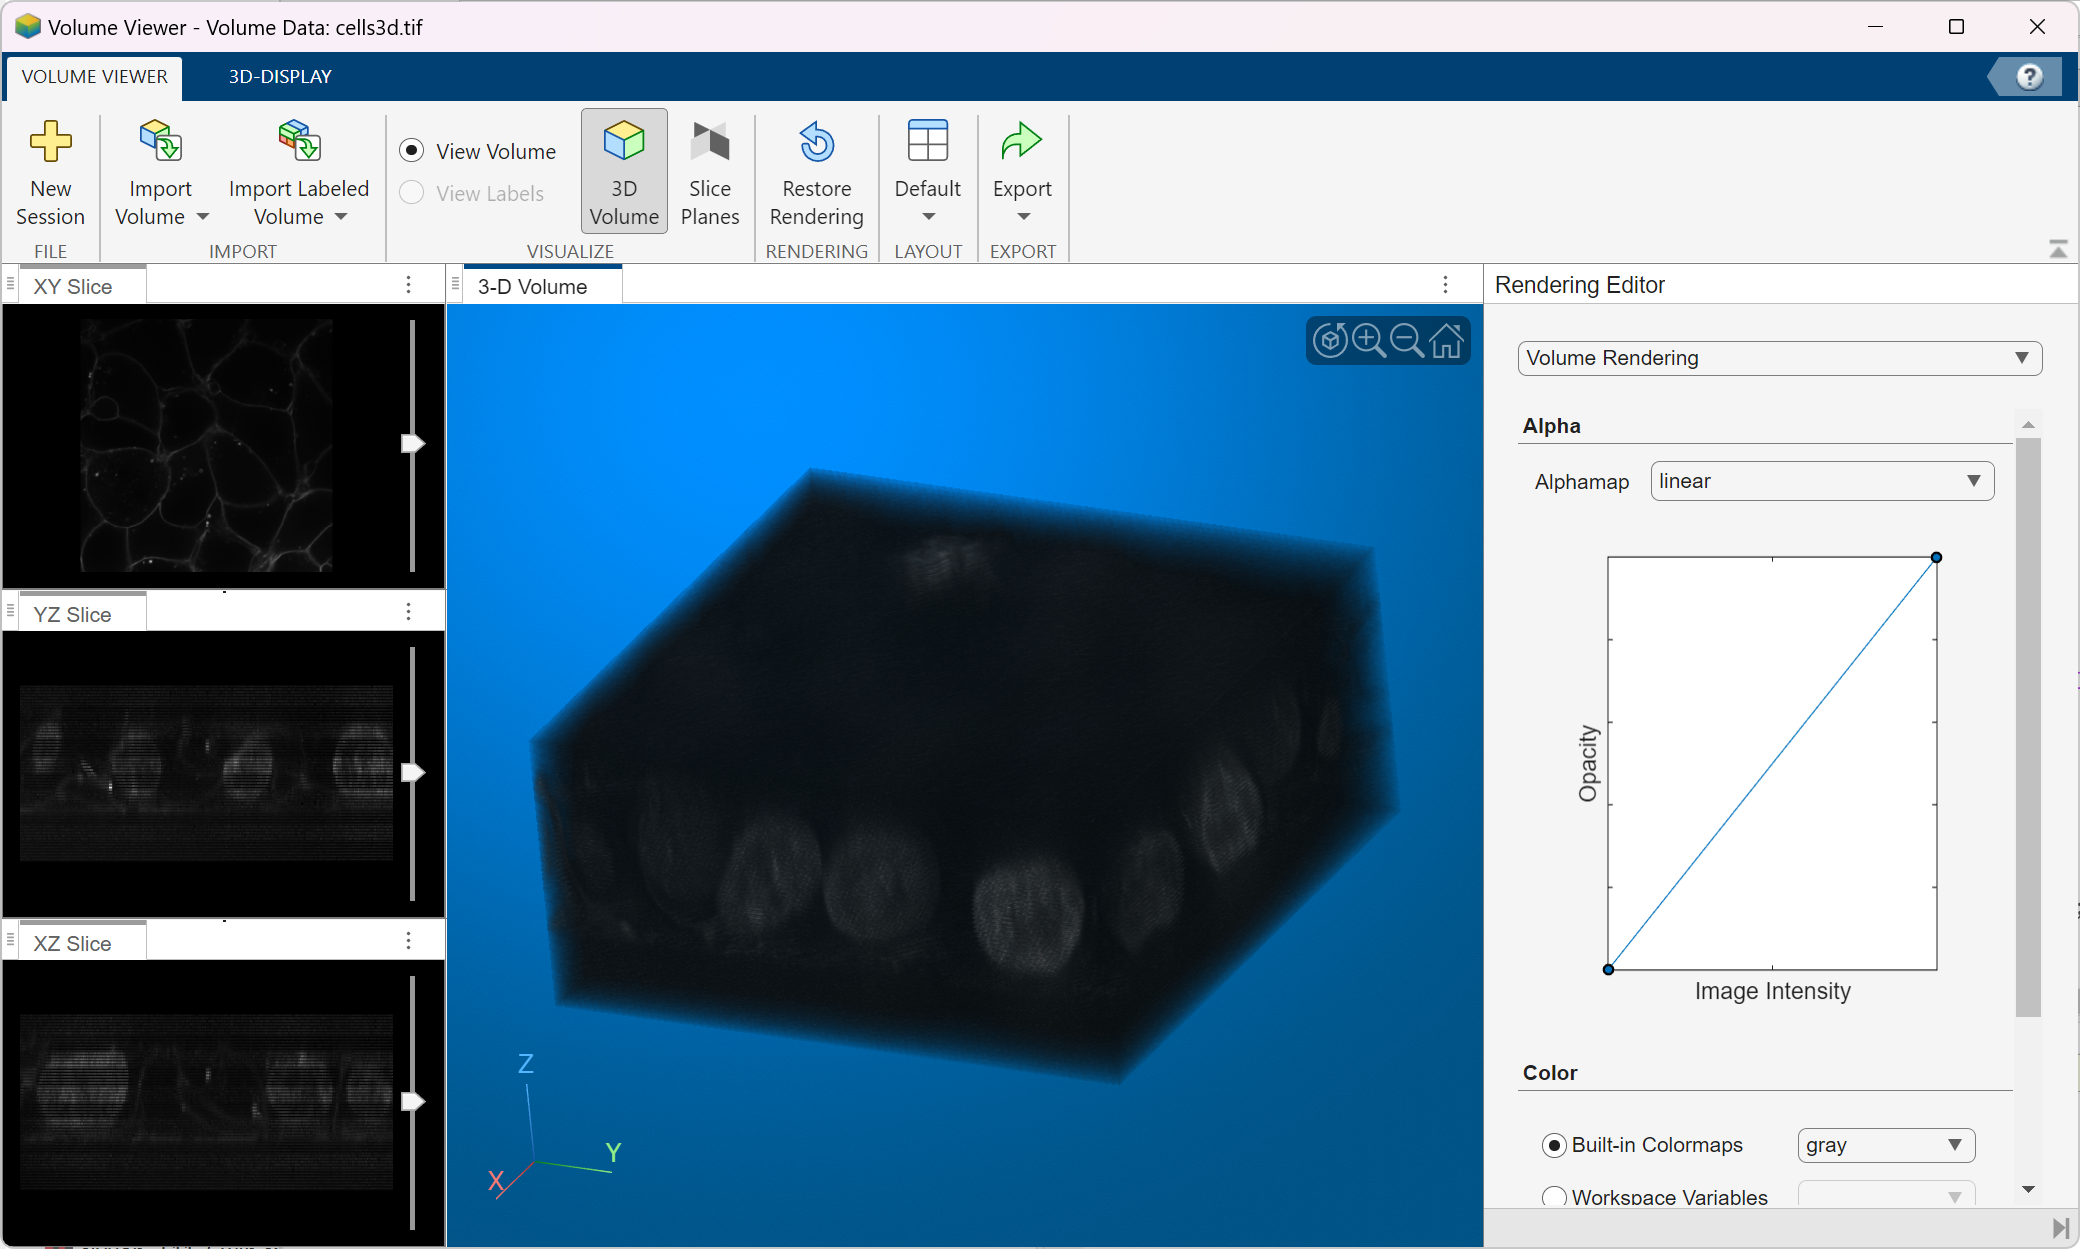 Volume Viewer - Volume Data: cells3d.tif
VOLUME VIEWER
3D-DISPLAY
?
New
Session
FILE
Import
Volume
Import Labeled
Volume
IMPORT
View Volume
View Labels
3D
Volume
Slice
Planes
VISUALIZE
Restore
Rendering
RENDERING
Default
LAYOUT
Export
EXPORT
XY Slice
YZ Slice
XZ Slice
3-D Volume
Z
Y
X
Rendering Editor
Volume Rendering
Alpha
Alphamap
linear
Opacity
Image Intensity
Color
Built-in Colormaps
gray
Workspace Variables